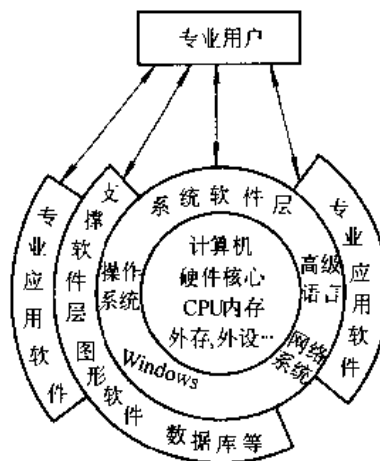 专业用户
系统软件层
支撑软件层
专业应用软件
专业应用软件
计算机
硬件核心
CPU内存
外存,外设…
操作
系统
高级
语言
Windows
网络
系统
图形软件
数据库等